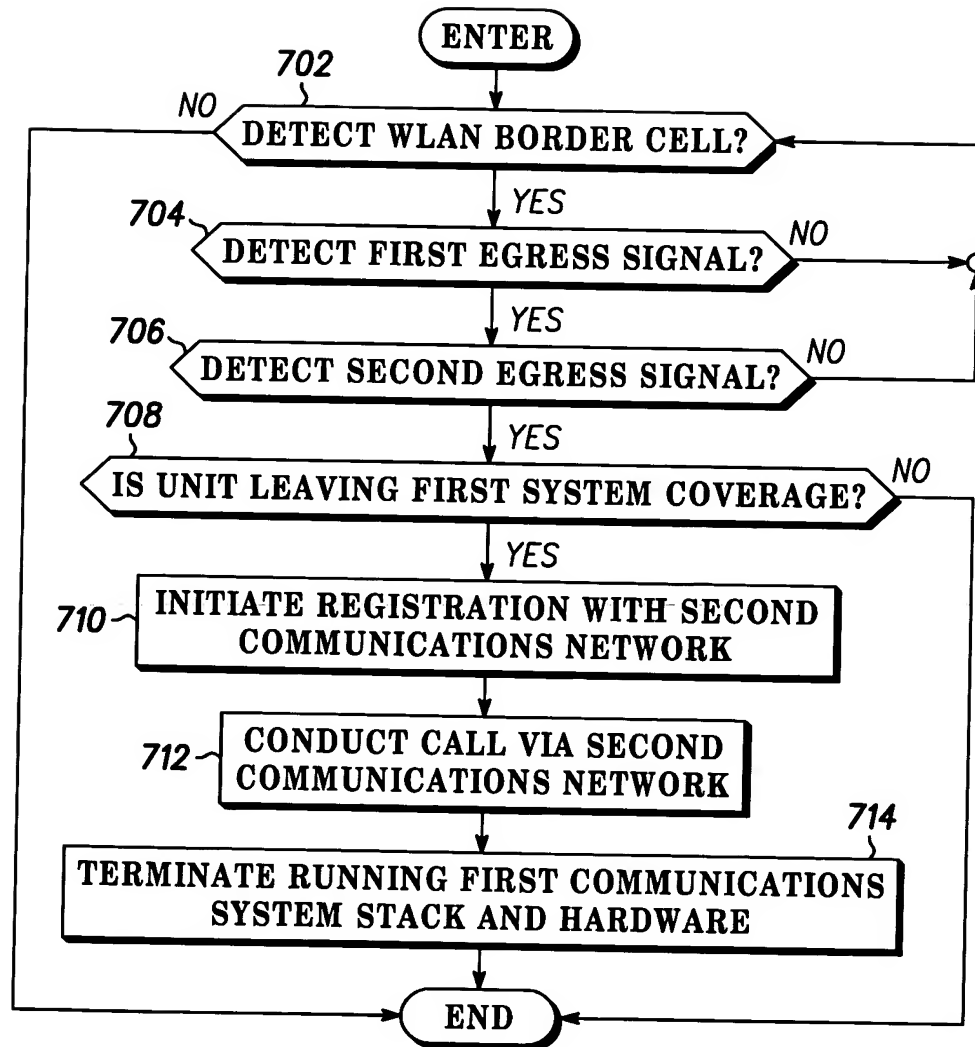 ENTER
702
NO
DETECT WLAN BORDER CELL?
YES
704
NO
DETECT FIRST EGRESS SIGNAL?
YES
706
NO
DETECT SECOND EGRESS SIGNAL?
YES
708
NO
IS UNIT LEAVING FIRST SYSTEM COVERAGE?
YES
710
INITIATE REGISTRATION WITH SECOND
COMMUNICATIONS NETWORK
712
CONDUCT CALL VIA SECOND
COMMUNICATIONS NETWORK
714
TERMINATE RUNNING FIRST COMMUNICATIONS
SYSTEM STACK AND HARDWARE
END